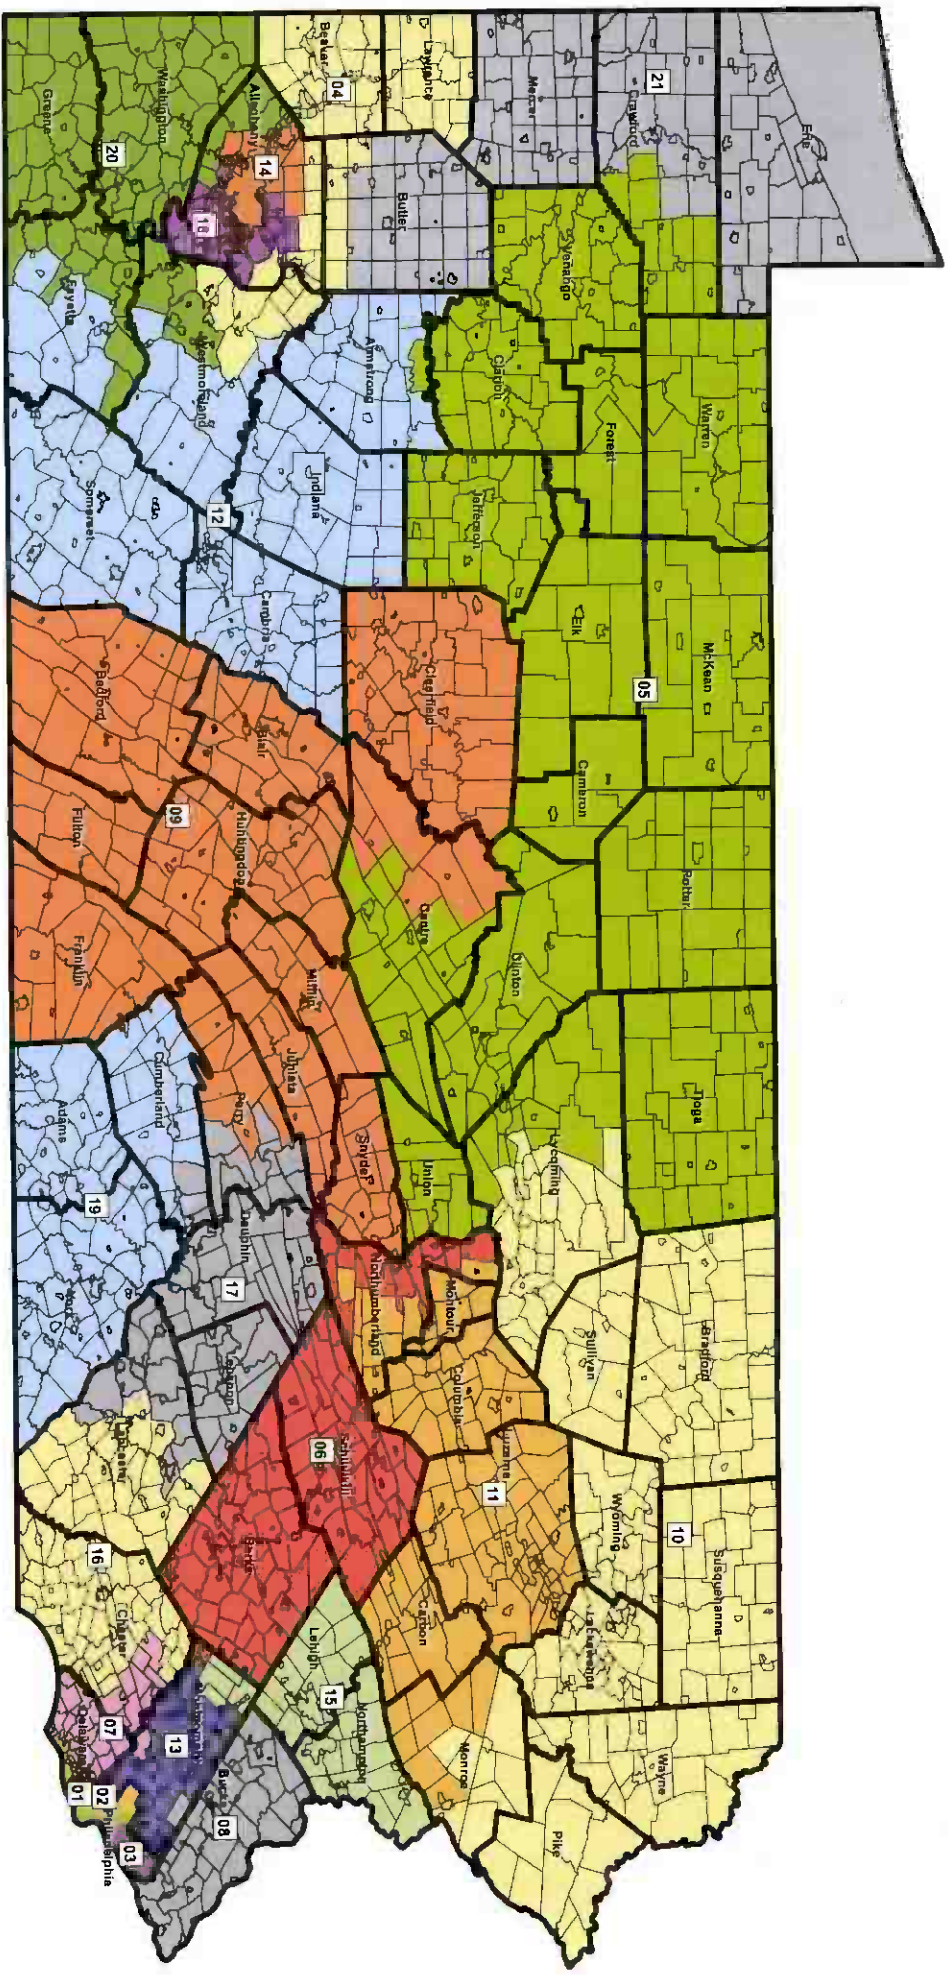 Erie
21
Crawford
Mercer
Lawrence
04
Beaver
Butler
Venango
Warren
Forest
Clarion
Armstrong
Allegheny
14
18
Washington
20
Greene
Fayette
Westmoreland
Indiana
Jefferson
12
Somerset
Cambria
McKean
05
Elk
Cameron
Clearfield
Potter
Clinton
Centre
Blair
Bedford
09
Huntingdon
Fulton
Franklin
Mifflin
Juniata
Perry
Snyder
Union
Tioga
Lycoming
Cumberland
Adams
19
York
Dauphin
17
Lebanon
Northumberland
Montour
Columbia
Sullivan
Bradford
Susquehanna
10
Wyoming
Lackawanna
Luzerne
11
Wayne
Pike
Monroe
Carbon
Schuylkill
06
Berks
Lancaster
16
Chester
Lehigh
15
Northampton
Bucks
08
Montgomery
13
07
Delaware
01
02
03
Philadelphia